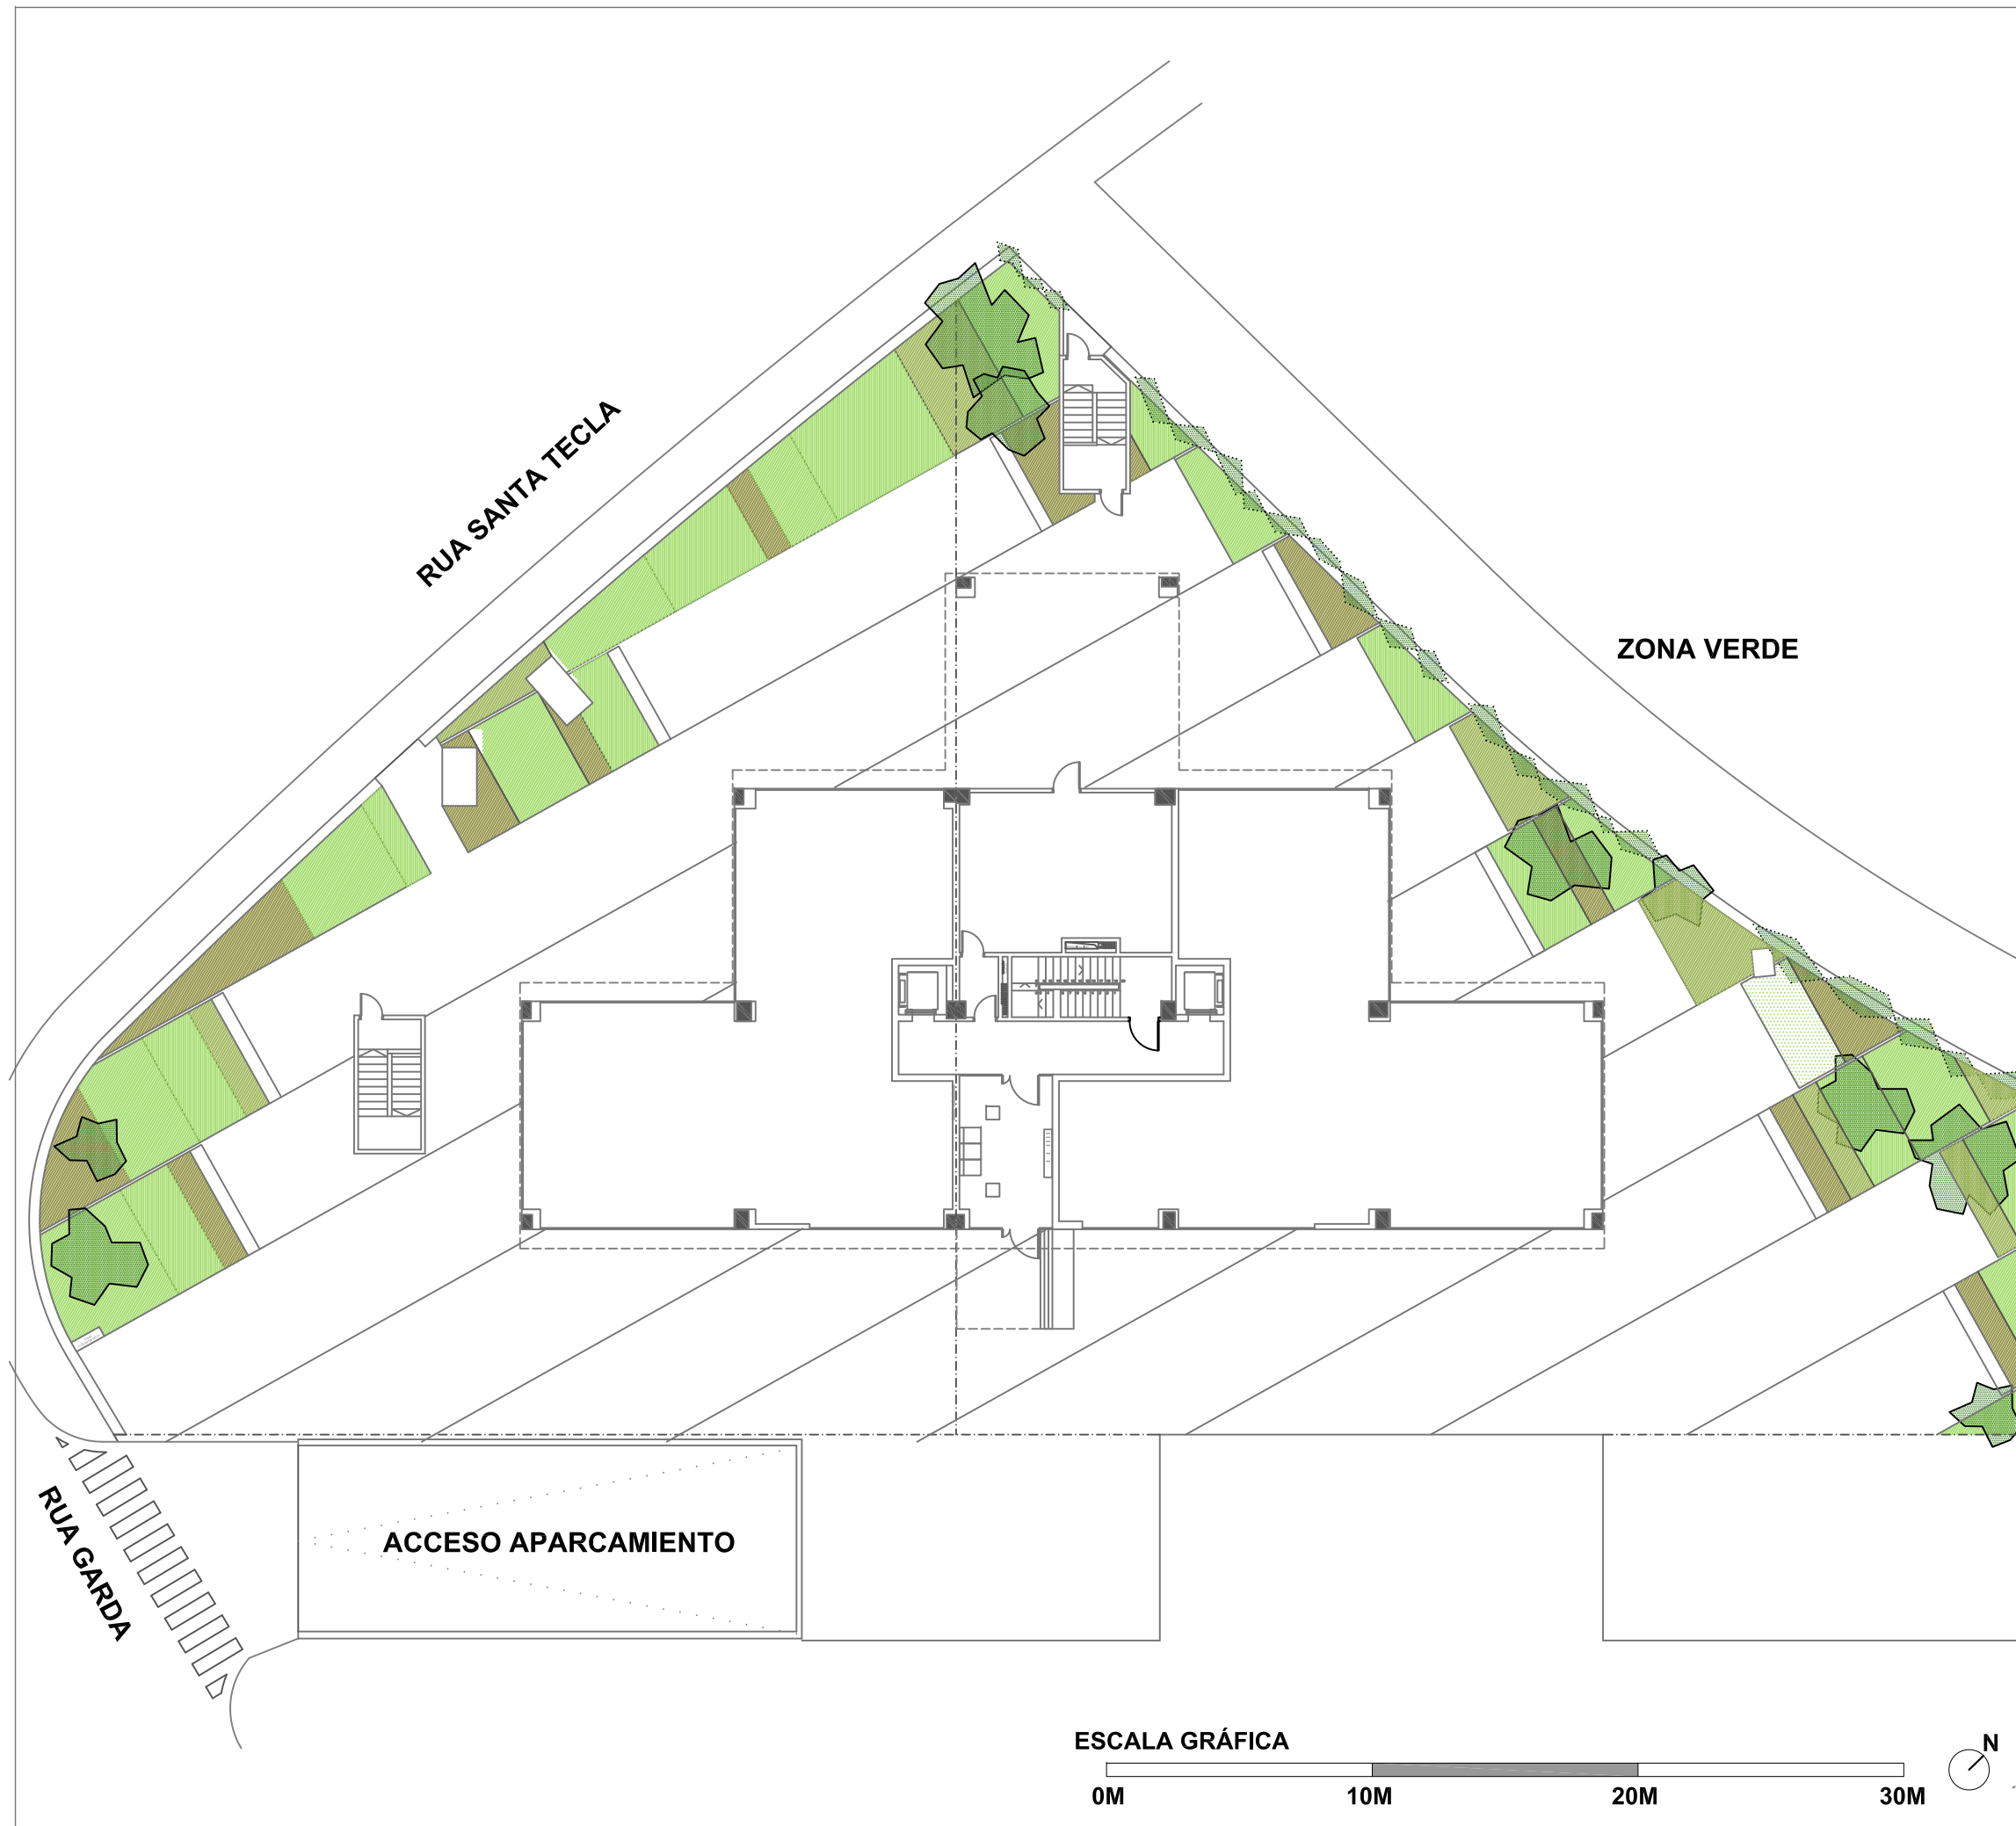 RUA SANTA TECLA
ZONA VERDE
RUA GARDA
ACCESO APARCAMIENTO
ESCALA GRÁFICA
N
0M 10M 20M 30M